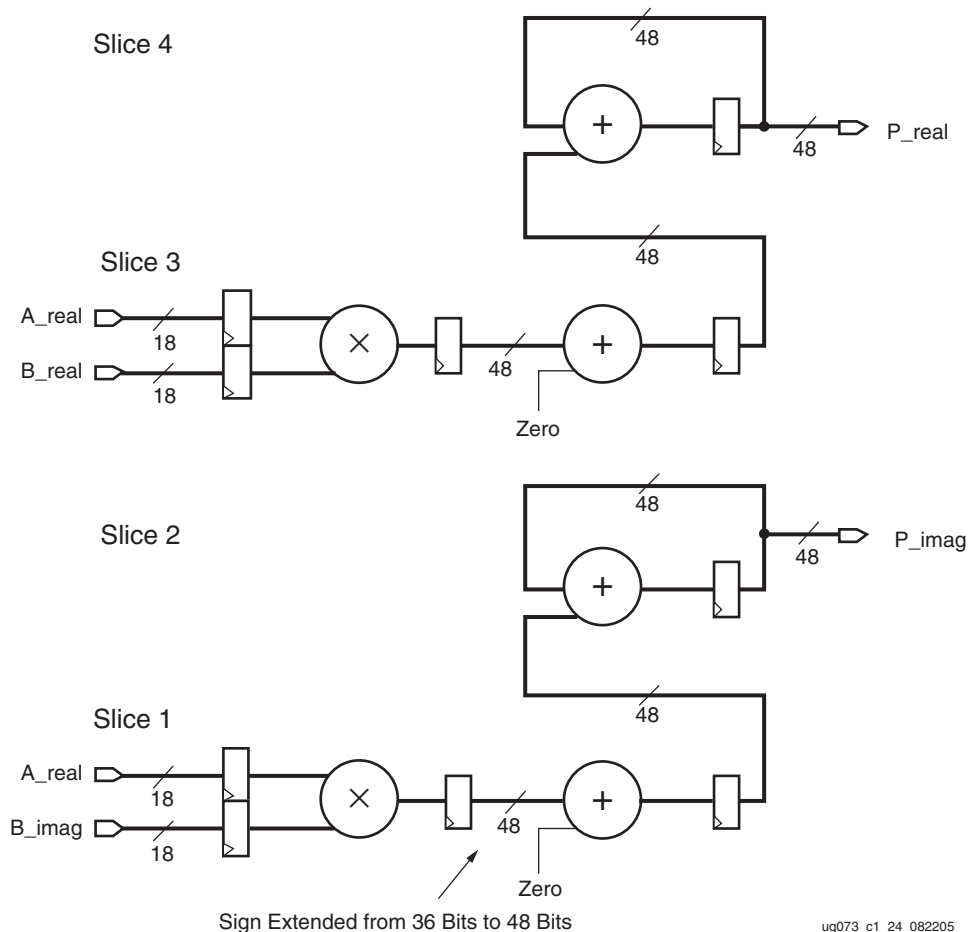 48
Slice 4
+
48
P_real
48
Slice 3
A_real
18
×
48
+
B_real
18
Zero
48
Slice 2
48
P_imag
+
48
Slice 1
A_real
18
×
48
+
B_imag
18
Zero
Sign Extended from 36 Bits to 48 Bits
ug073_c1_24_082205